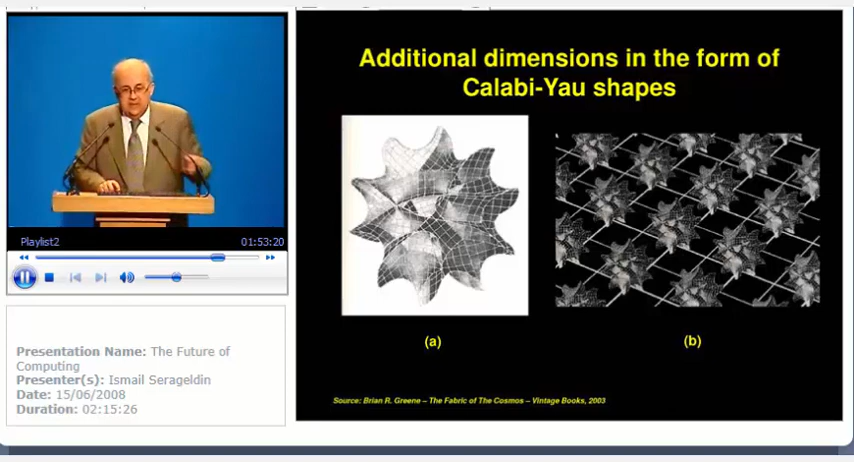 Additional dimensions in the form of
Calabi-Yau shapes
Playlist2 01:53:20
(a) (b)
Presentation Name: The Future of
Computing
Presenter(s): Ismail Serageldin
Date: 15/06/2008
Duration: 02:15:26
Source: Brian R. Greene – The Fabric of The Cosmos – Vintage Books, 2003